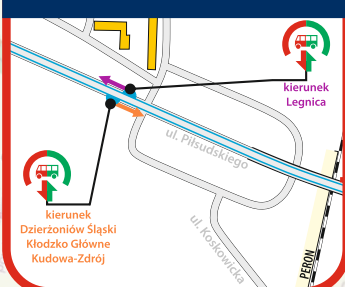 kierunek
Legnica
ul. Piłsudskiego
kierunek
Dzierżoniów Śląski
Kłodzko Główne
Kudowa-Zdrój
ul. Koskowicka
PERON